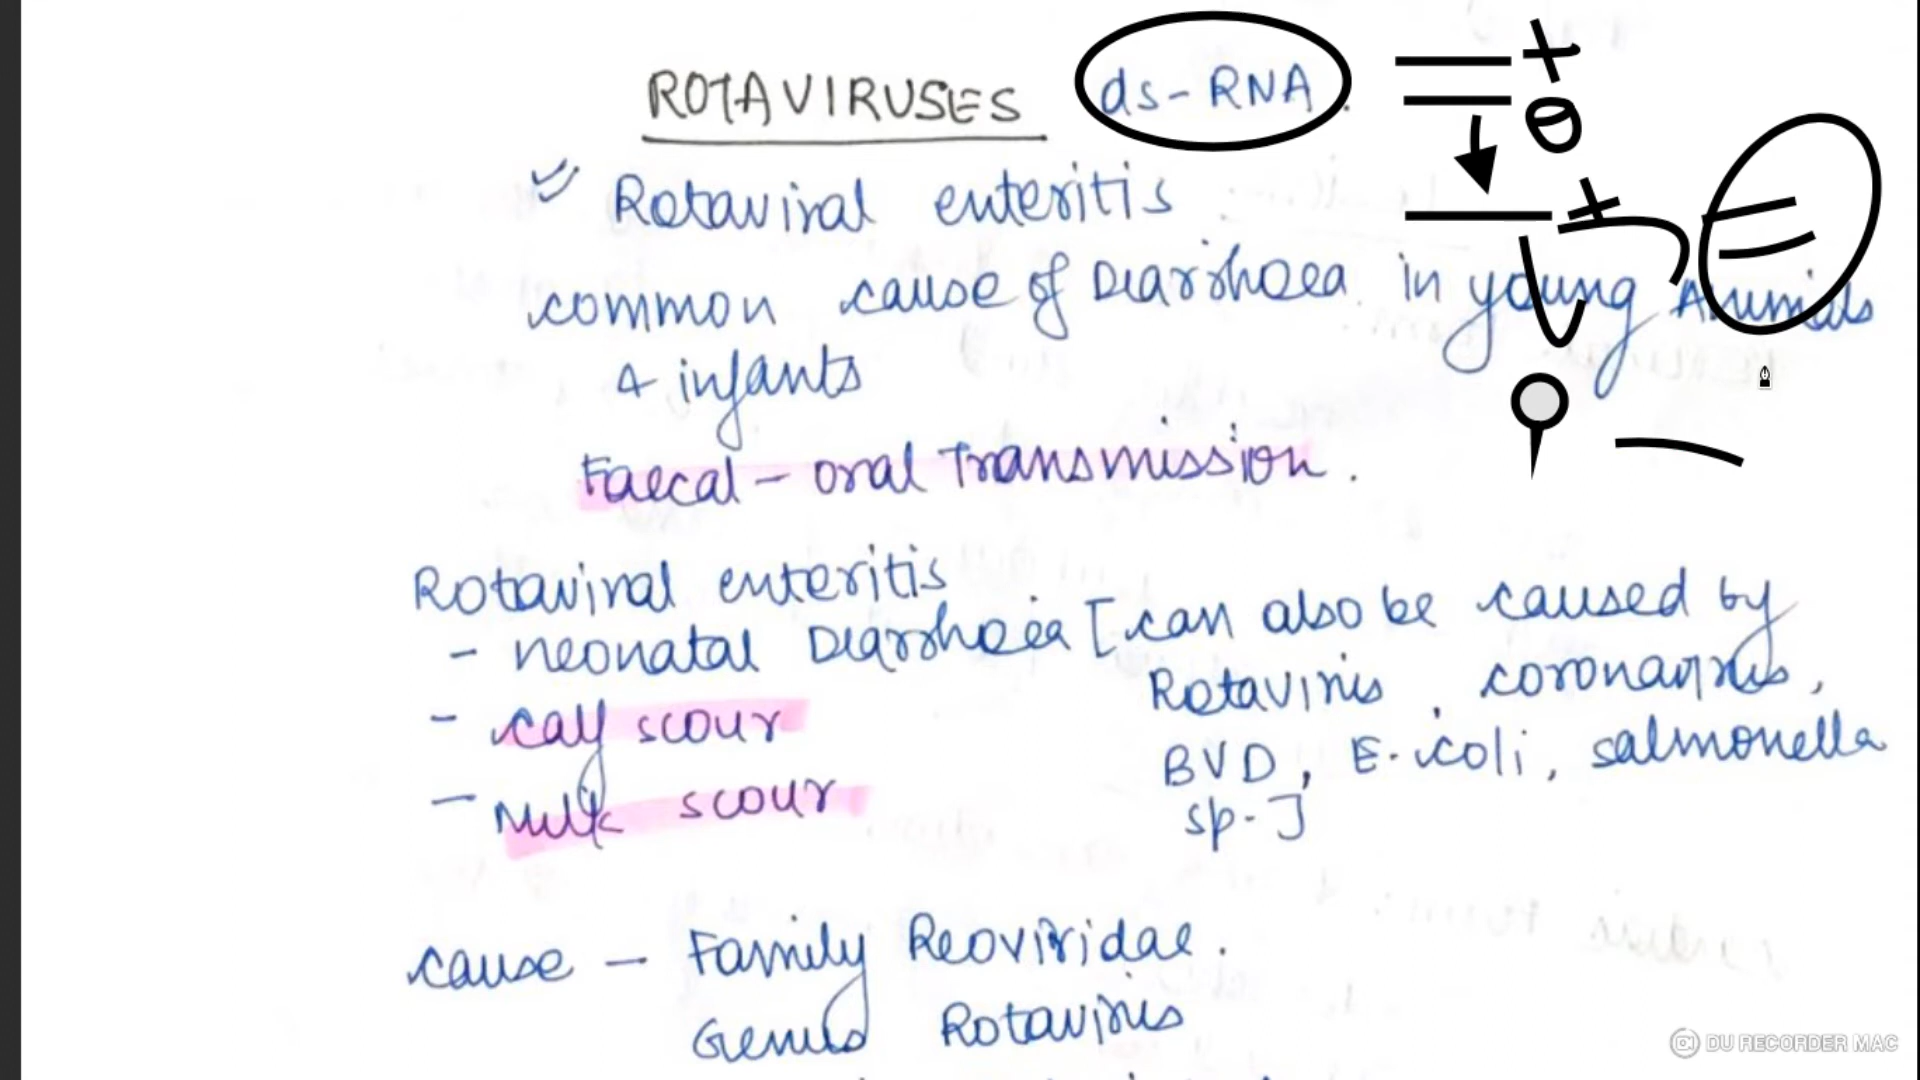 ROTAVIRUSES ds-RNA.
Rotaviral enteritis
common cause of Diarrhoea in young Animals
& infants
Faecal - oral Transmission.
Rotaviral enteritis
- neonatal Diarrhoea [can also be caused by
Rotavirus, coronavirus,
- calf scour
BVD, E. coli, salmonella
- Milk scour
sp.]
cause - Family Reoviridae.
Genus Rotavirus
DU RECORDER MAC